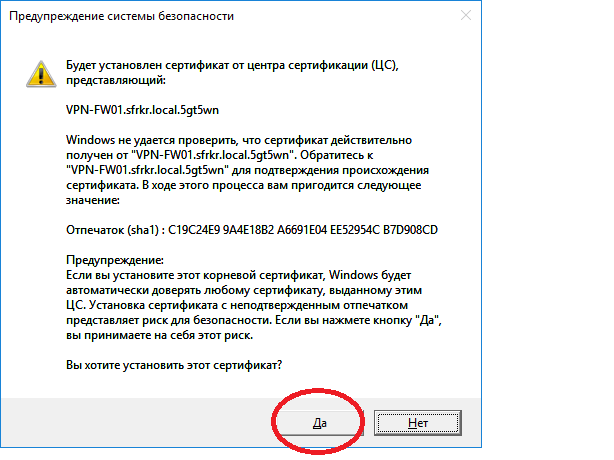 Предупреждение системы безопасности
Будет установлен сертификат от центра сертификации (ЦС),
представляющий:
VPN-FW01.sfrkr.local.5gt5wn
Windows не удается проверить, что сертификат действительно
получен от "VPN-FW01.sfrkr.local.5gt5wn". Обратитесь к
"VPN-FW01.sfrkr.local.5gt5wn" для подтверждения происхождения
сертификата. В ходе этого процесса вам пригодится следующее
значение:
Отпечаток (sha1) : C19C24E9 9A4E18B2 A6691E04 EE52954C B7D908CD
Предупреждение:
Если вы установите этот корневой сертификат, Windows будет
автоматически доверять любому сертификату, выданному этим
ЦС. Установка сертификата с неподтвержденным отпечатком
представляет риск для безопасности. Если вы нажмете кнопку "Да",
вы принимаете на себя этот риск.
Вы хотите установить этот сертификат?
Да
Нет